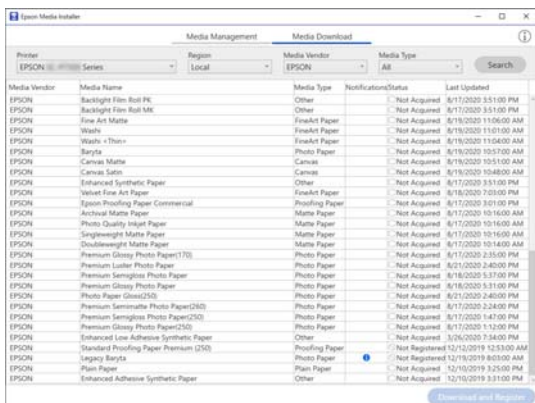 Epson Media Installer
Media Management Media Download
Printer Region Media Vendor Media Type
EPSON Series Local EPSON All Search
Media Vendor Media Name Media Type Notifications Status Last Updated
EPSON Backlight Film Roll PK Other Not Acquired 8/17/2020 3:51:00 PM
EPSON Backlight Film Roll MK Other Not Acquired 8/17/2020 3:51:00 PM
EPSON Fine Art Matte FineArt Paper Not Acquired 8/19/2020 11:06:00 AM
EPSON Washi FineArt Paper Not Acquired 8/19/2020 11:01:00 AM
EPSON Washi <Thin> FineArt Paper Not Acquired 8/19/2020 11:04:00 AM
EPSON Baryta Photo Paper Not Acquired 8/19/2020 10:57:00 AM
EPSON Canvas Matte Canvas Not Acquired 8/19/2020 10:51:00 AM
EPSON Canvas Satin Canvas Not Acquired 8/19/2020 10:48:00 AM
EPSON Enhanced Synthetic Paper Other Not Acquired 8/17/2020 3:51:00 PM
EPSON Velvet Fine Art Paper FineArt Paper Not Acquired 8/18/2020 7:03:00 PM
EPSON Epson Proofing Paper Commercial Proofing Paper Not Acquired 8/17/2020 3:01:00 PM
EPSON Archival Matte Paper Matte Paper Not Acquired 8/17/2020 10:16:00 AM
EPSON Photo Quality Inkjet Paper Matte Paper Not Acquired 8/17/2020 10:16:00 AM
EPSON Singleweight Matte Paper Matte Paper Not Acquired 8/17/2020 10:16:00 AM
EPSON Doubleweight Matte Paper Matte Paper Not Acquired 8/17/2020 10:14:00 AM
EPSON Premium Glossy Photo Paper(170) Photo Paper Not Acquired 8/17/2020 2:35:00 PM
EPSON Premium Luster Photo Paper Photo Paper Not Acquired 8/21/2020 2:40:00 PM
EPSON Premium Semigloss Photo Paper Photo Paper Not Acquired 8/18/2020 5:37:00 PM
EPSON Premium Glossy Photo Paper Photo Paper Not Acquired 8/18/2020 5:31:00 PM
EPSON Photo Paper Gloss(250) Photo Paper Not Acquired 8/21/2020 2:40:00 PM
EPSON Premium Semimatte Photo Paper(260) Photo Paper Not Acquired 8/17/2020 2:24:00 PM
EPSON Premium Semigloss Photo Paper(250) Photo Paper Not Acquired 8/17/2020 1:47:00 PM
EPSON Premium Glossy Photo Paper(250) Photo Paper Not Acquired 8/17/2020 1:12:00 PM
EPSON Enhanced Low Adhesive Synthetic Paper Other Not Acquired 3/26/2020 7:34:00 PM
EPSON Standard Proofing Paper Premium (250) Proofing Paper Not Registered 12/12/2019 12:53:00 AM
EPSON Legacy Baryta Photo Paper Not Registered 12/19/2019 8:03:00 AM
EPSON Plain Paper Plain Paper Not Acquired 12/10/2019 3:25:00 PM
EPSON Enhanced Adhesive Synthetic Paper Other Not Acquired 12/10/2019 3:31:00 PM
Download and Register